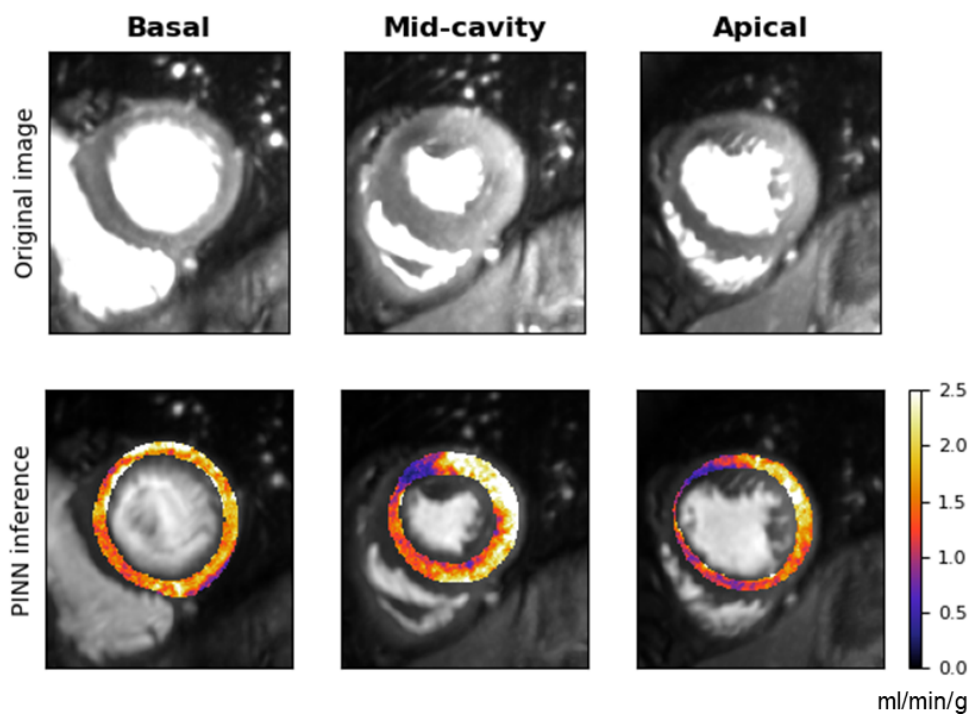 Basal
Mid-cavity
Apical
Original image
PINN inference
2.5
2.0
1.5
1.0
0.5
0.0
ml/min/g